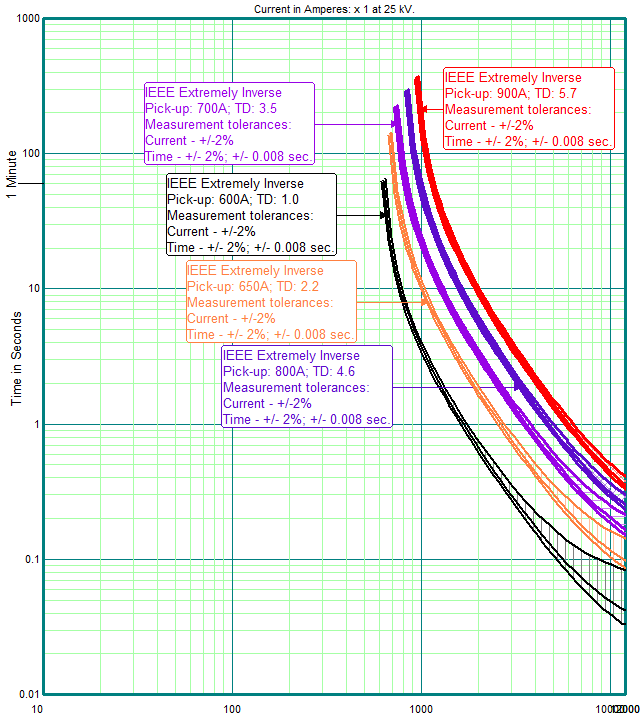 Current in Amperes: x 1 at 25 kV.
1000
IEEE Extremely Inverse
Pick-up: 900A; TD: 5.7
Measurement tolerances:
Current - +/-2%
Time - +/- 2%; +/- 0.008 sec.
IEEE Extremely Inverse
Pick-up: 700A; TD: 3.5
Measurement tolerances:
Current - +/-2%
Time - +/- 2%; +/- 0.008 sec.
100
1 Minute
IEEE Extremely Inverse
Pick-up: 600A; TD: 1.0
Measurement tolerances:
Current - +/-2%
Time - +/- 2%; +/- 0.008 sec.
IEEE Extremely Inverse
Pick-up: 650A; TD: 2.2
Measurement tolerances:
Current - +/-2%
Time - +/- 2%; +/- 0.008 sec.
10
Time in Seconds
IEEE Extremely Inverse
Pick-up: 800A; TD: 4.6
Measurement tolerances:
Current - +/-2%
Time - +/- 2%; +/- 0.008 sec.
1
0.1
0.01
10 100 1000